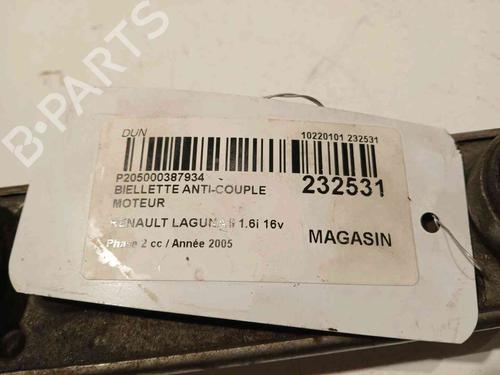 DUN
10220101 232531
P205000387934
BIELLETTE ANTI-COUPLE
MOTEUR
232531
RENAULT LAGUNA II 1.6i 16v
Phase 2 cc / Année 2005
MAGASIN
B-PARTS